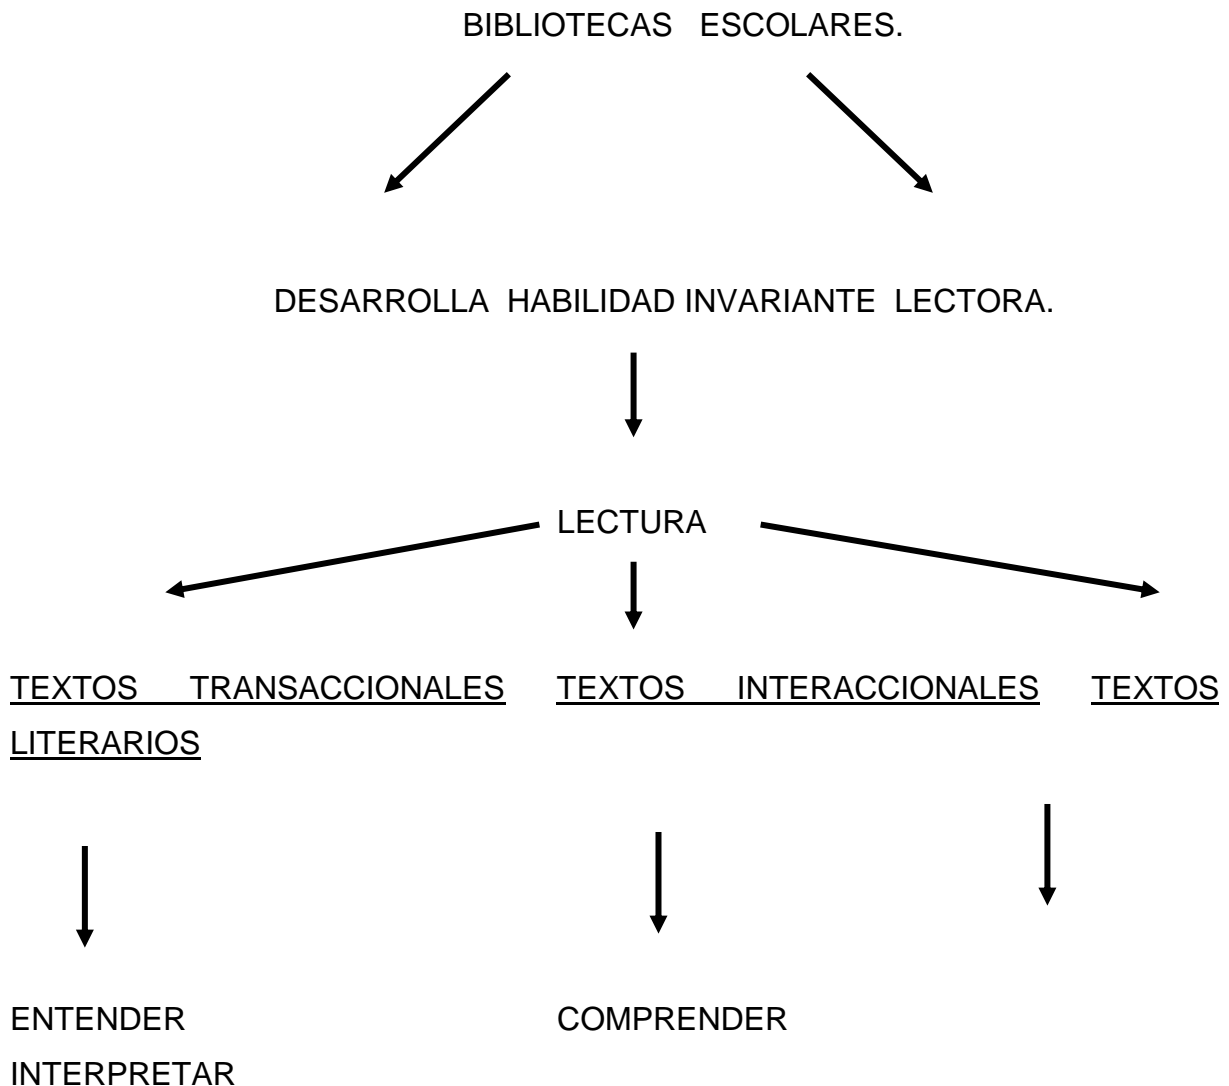 BIBLIOTECAS ESCOLARES.
DESARROLLA HABILIDAD INVARIANTE LECTORA.
LECTURA
TEXTOS TRANSACCIONALES TEXTOS INTERACCIONALES TEXTOS
LITERARIOS
ENTENDER COMPRENDER
INTERPRETAR